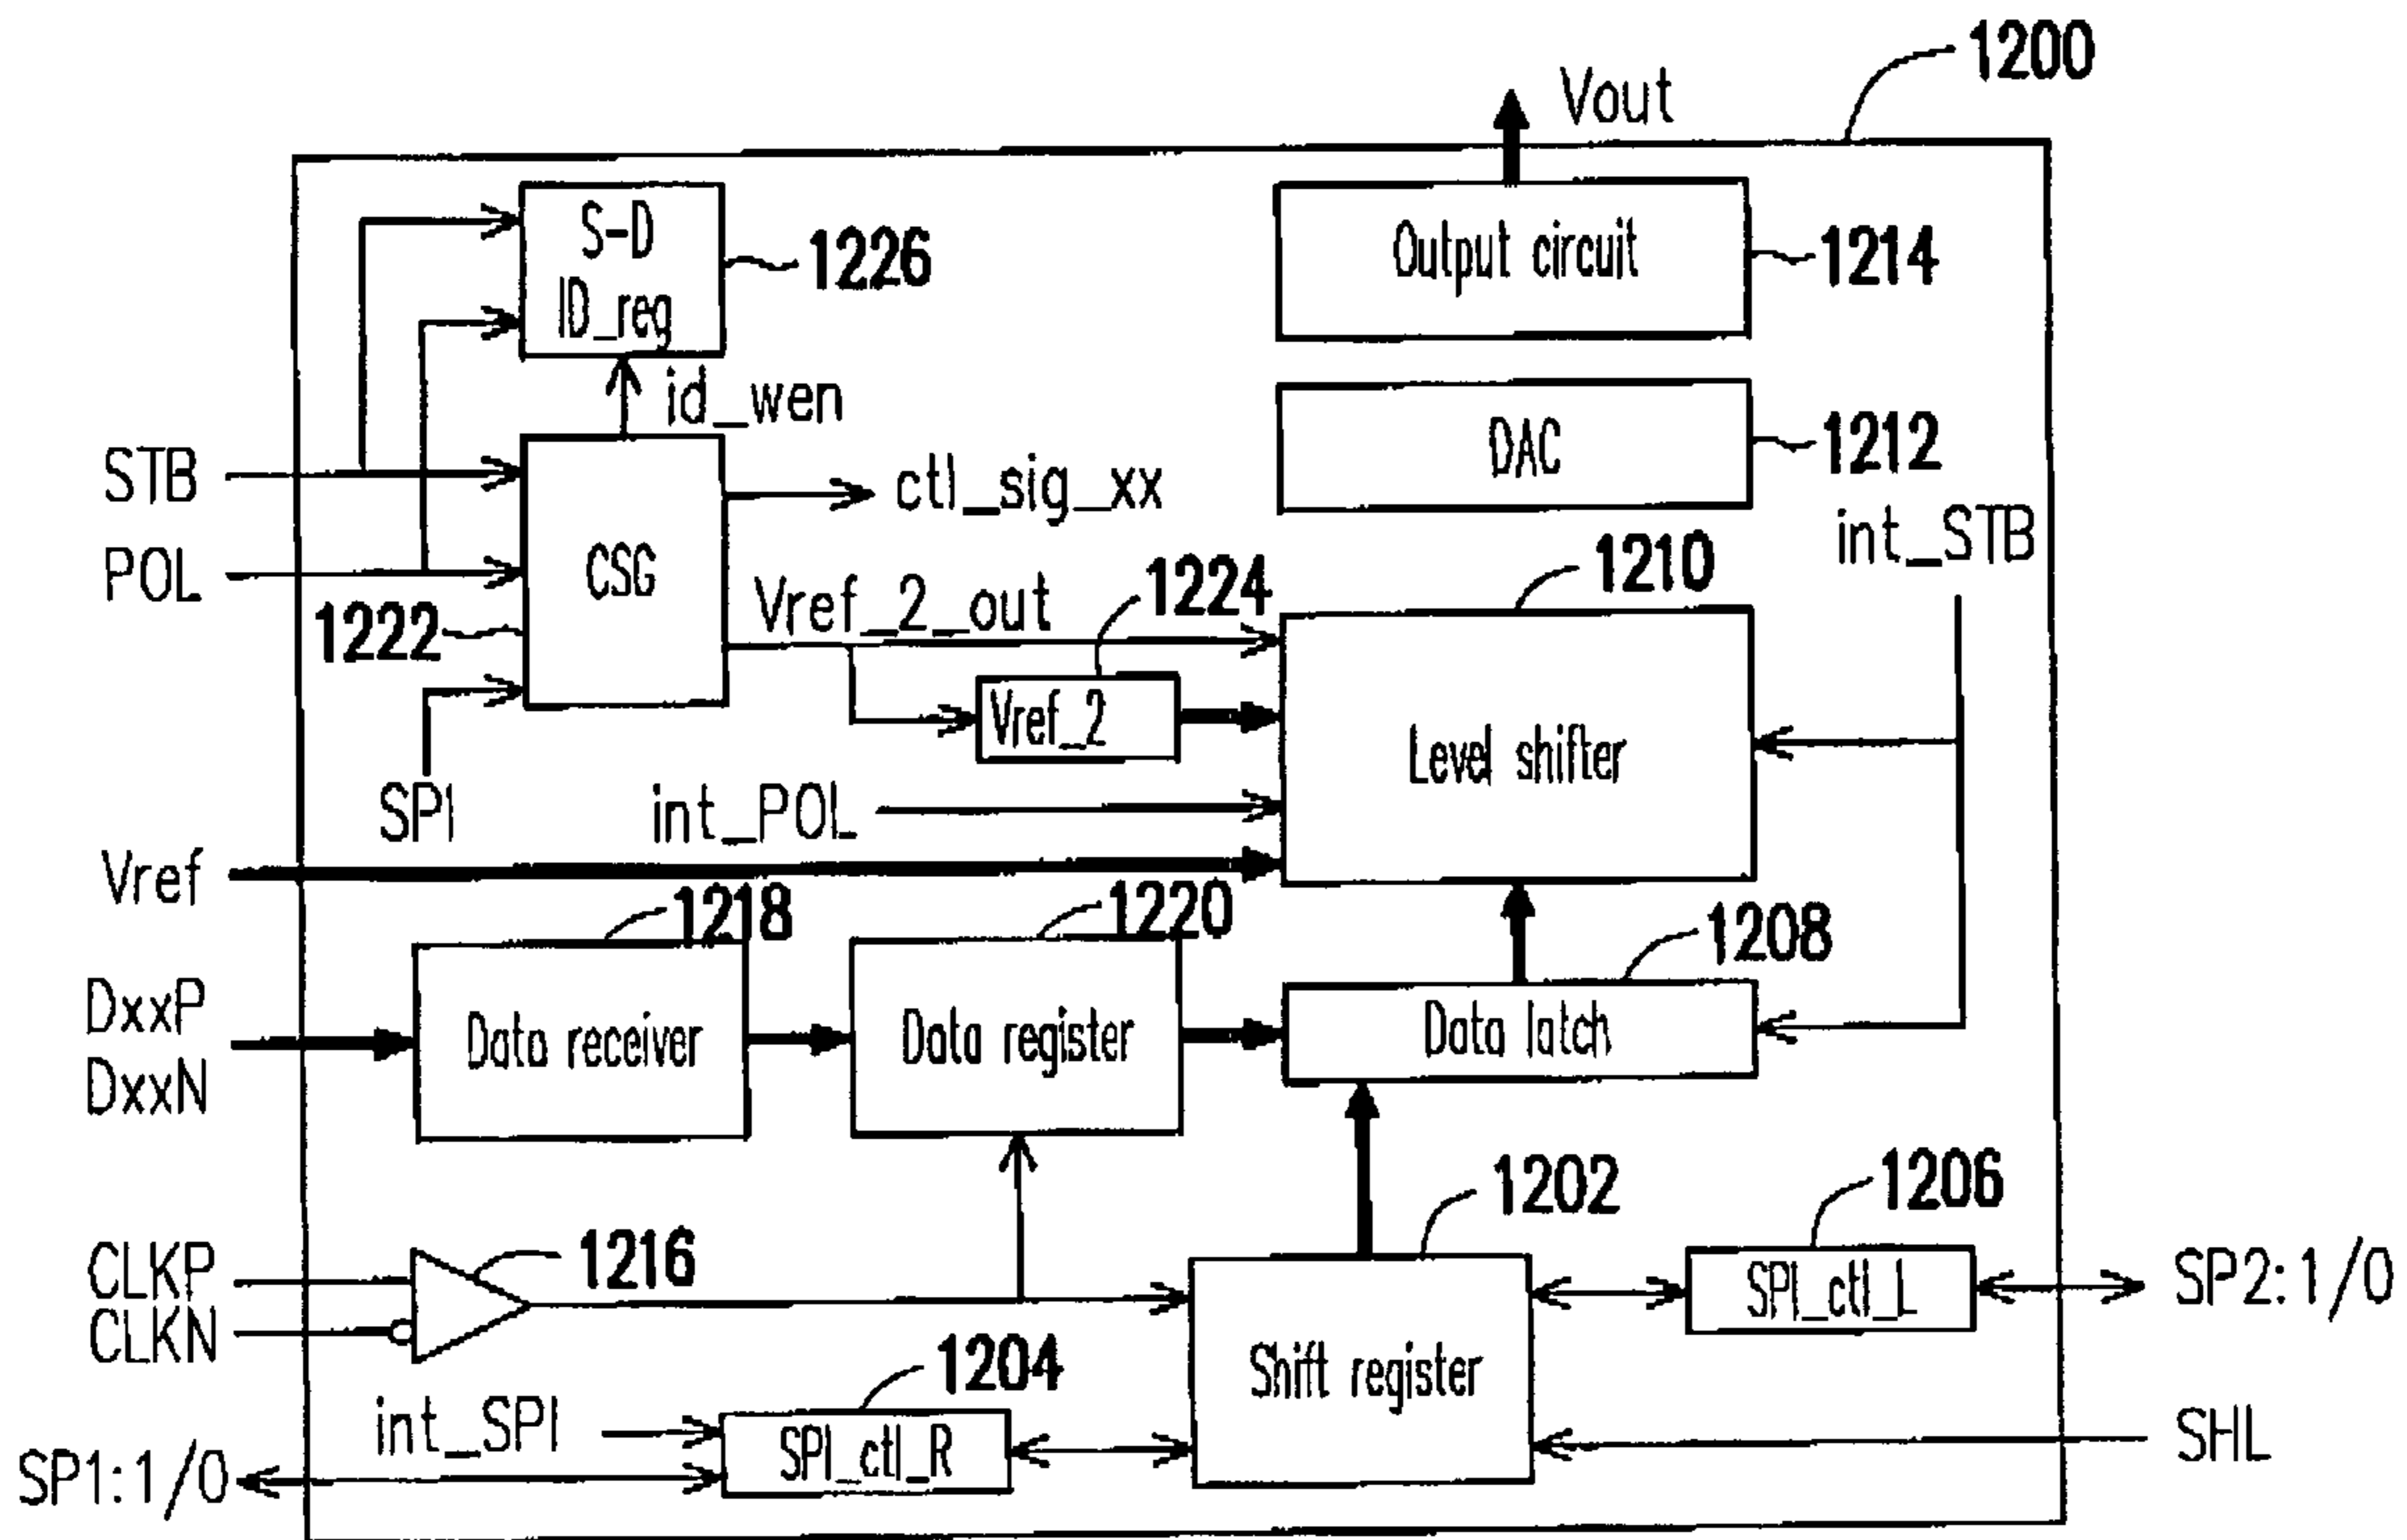 1200
Vout
S-D
ID_reg
1226
Output circuit
1214
id_wen
DAC
1212
STB
ctl_sig_xx
int_STB
POL
CSG
1222
Vref_2_out
1224
1210
Vref_2
Level shifter
SPI
int_POL
Vref
1218
1220
1208
DxxP
DxxN
Data receiver
Data register
Data latch
1202
1206
CLKP
CLKN
1216
SPI_ctl_L
SP2:1/0
1204
Shift register
int_SPI
SPI_ctl_R
SP1:1/0
SHL